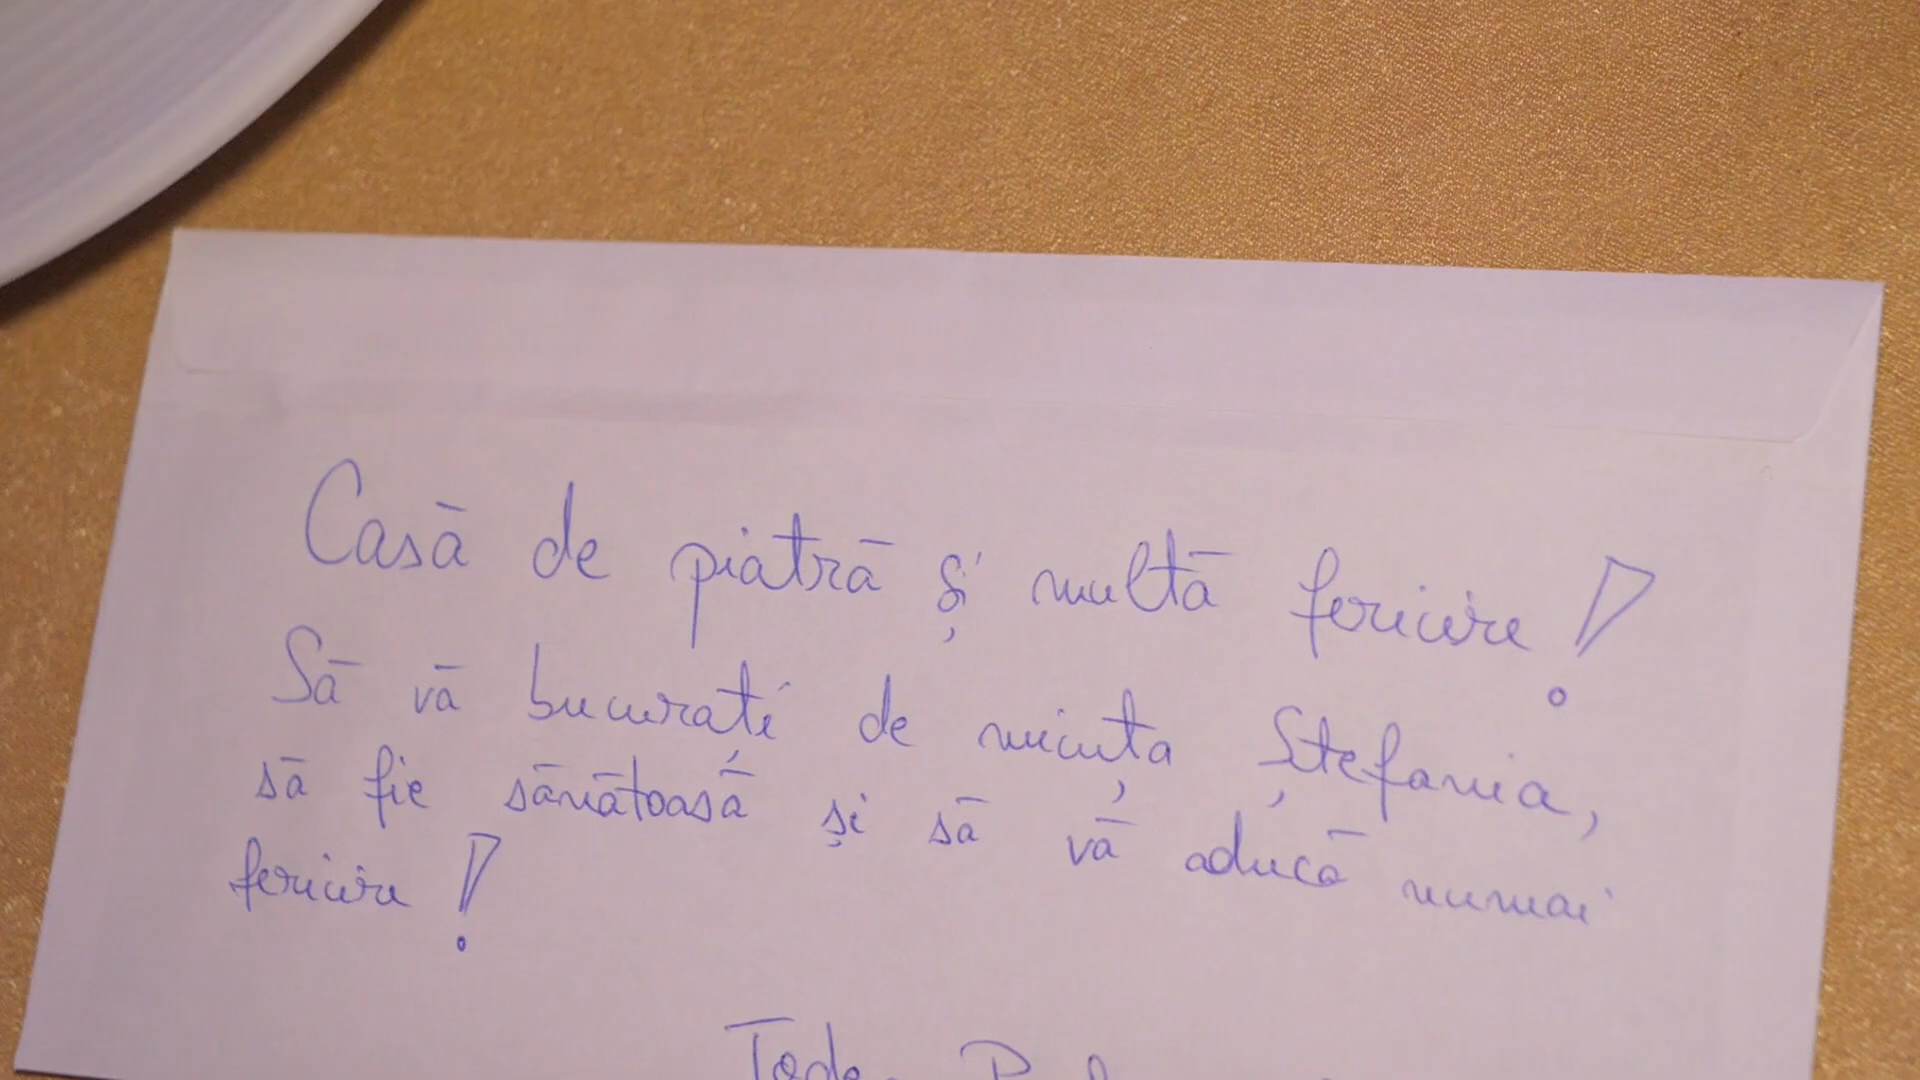 Casă de piatră și multă fericire!
Să vă bucurați de micuța Ștefania,
să fie sănătoasă și să vă aducă numai
fericire!